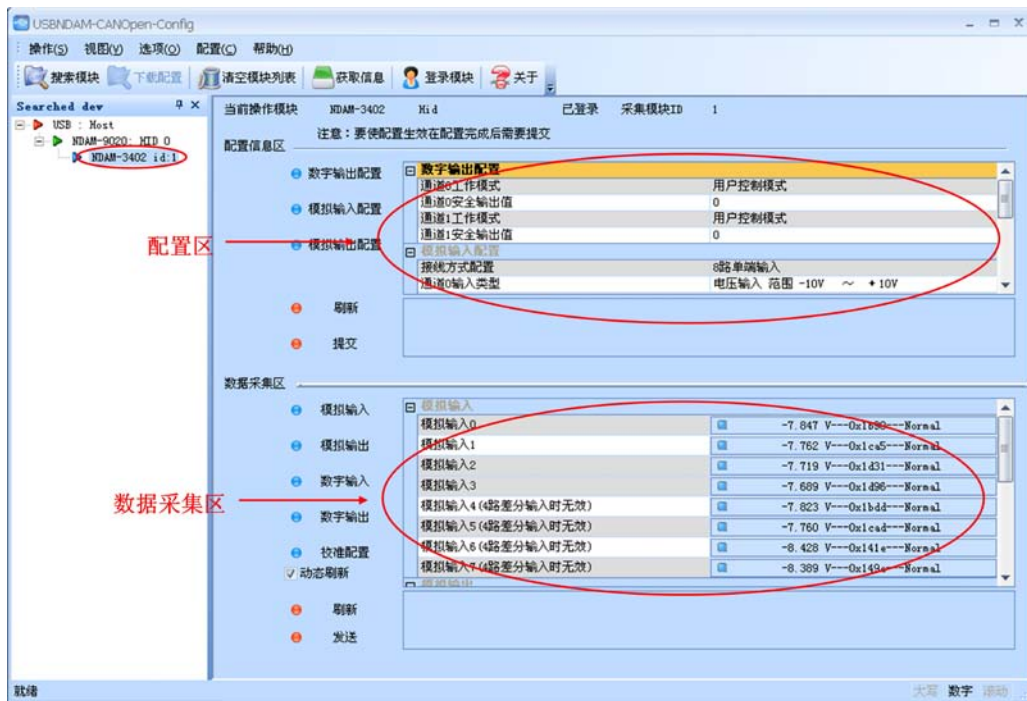 USBNDAM-CANOpen-Config
操作(S) 视图(V) 选项(O) 配置(C) 帮助(H)
搜索模块 下载配置 清空模块列表 获取信息 登录模块 关于
Searched dev
USB : Host
NDAM-9020: MID 0
NDAM-3402 id:1
当前操作模块 NDAM-3402 Mid 已登录 采集模块ID 1
注意：要使配置生效在配置完成后需要提交
配置信息区
数字输出配置
模拟输入配置
模拟输出配置
刷新
提交
数字输出配置
通道0工作模式 用户控制模式
通道0安全输出值 0
通道1工作模式 用户控制模式
通道1安全输出值 0
模拟输入配置
接线方式配置 8路单端输入
通道0输入类型 电压输入 范围 -10V ～ +10V
配置区
数据采集区
模拟输入
模拟输出
数字输入
数字输出
校准配置
动态刷新
刷新
发送
模拟输入
模拟输入0 -7.847 V---Normal
模拟输入1 -7.762 V---0x1ca5---Normal
模拟输入2 -7.719 V---0x1d31---Normal
模拟输入3 -7.689 V---0x1d96---Normal
模拟输入4(4路差分输入时无效) -7.823 V---0x1bdd---Normal
模拟输入5(4路差分输入时无效) -7.760 V---0x1cad---Normal
模拟输入6(4路差分输入时无效) -8.428 V---0x141e---Normal
模拟输入7(4路差分输入时无效) -8.389 V---0x149e---Normal
模拟输出
数据采集区
就绪 大写 数字 滚动